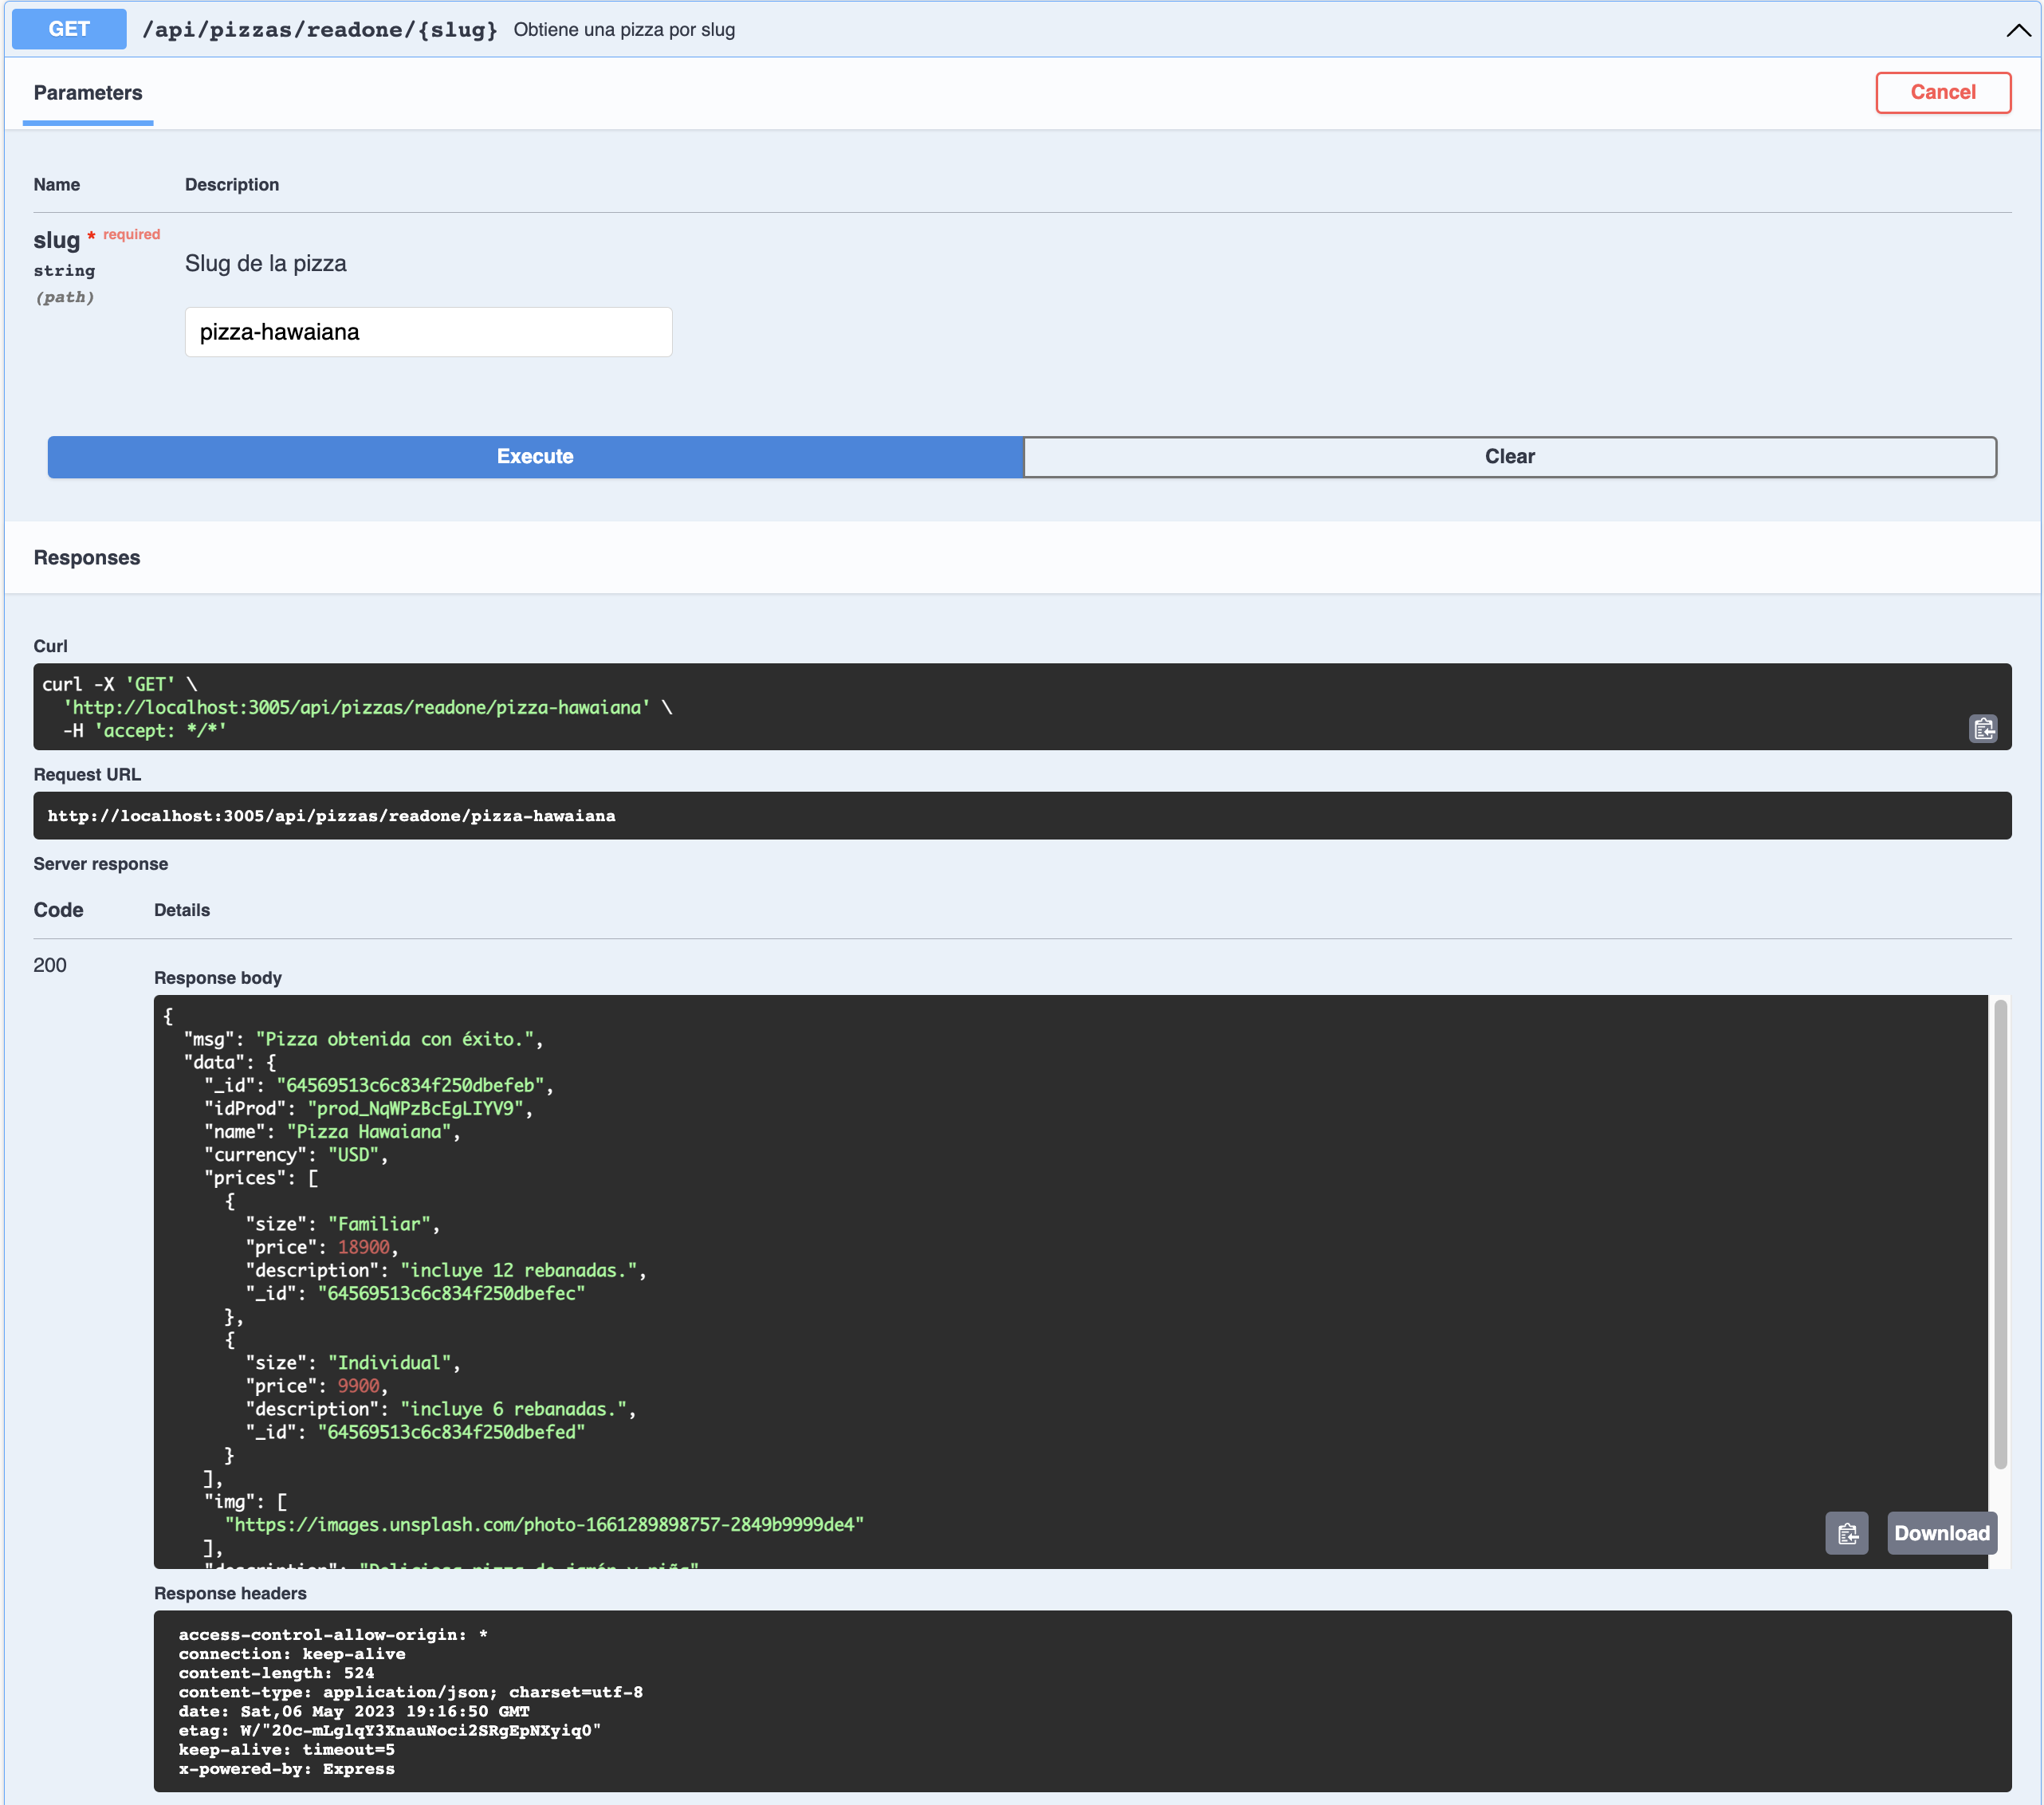 GET /api/pizzas/readone/{slug} Obtiene una pizza por slug
Parameters
Cancel
Name Description
slug * required
string
(path)
Slug de la pizza
pizza-hawaiana
Execute Clear
Responses
Curl
curl -X 'GET' \
  'http://localhost:3005/api/pizzas/readone/pizza-hawaiana' \
  -H 'accept: */*'
Request URL
http://localhost:3005/api/pizzas/readone/pizza-hawaiana
Server response
Code Details
200
Response body
{
  "msg": "Pizza obtenida con éxito.",
  "data": {
    "_id": "64569513c6c834f250dbefeb",
    "idProd": "prod_NqWPzBcEgLIYV9",
    "name": "Pizza Hawaiana",
    "currency": "USD",
    "prices": [
      {
        "size": "Familiar",
        "price": 18900,
        "description": "incluye 12 rebanadas.",
        "_id": "64569513c6c834f250dbefec"
      },
      {
        "size": "Individual",
        "price": 9900,
        "description": "incluye 6 rebanadas.",
        "_id": "64569513c6c834f250dbefed"
      }
    ],
    "img": [
      "https://images.unsplash.com/photo-1661289898757-2849b9999de4"
    ],
    "description": "Deliciosa pizza de jamón y piña"
Download
Response headers
access-control-allow-origin: *
connection: keep-alive
content-length: 524
content-type: application/json; charset=utf-8
date: Sat,06 May 2023 19:16:50 GMT
etag: W/"20c-mLglqY3XnauNoci2SRgEpNXyiq0"
keep-alive: timeout=5
x-powered-by: Express